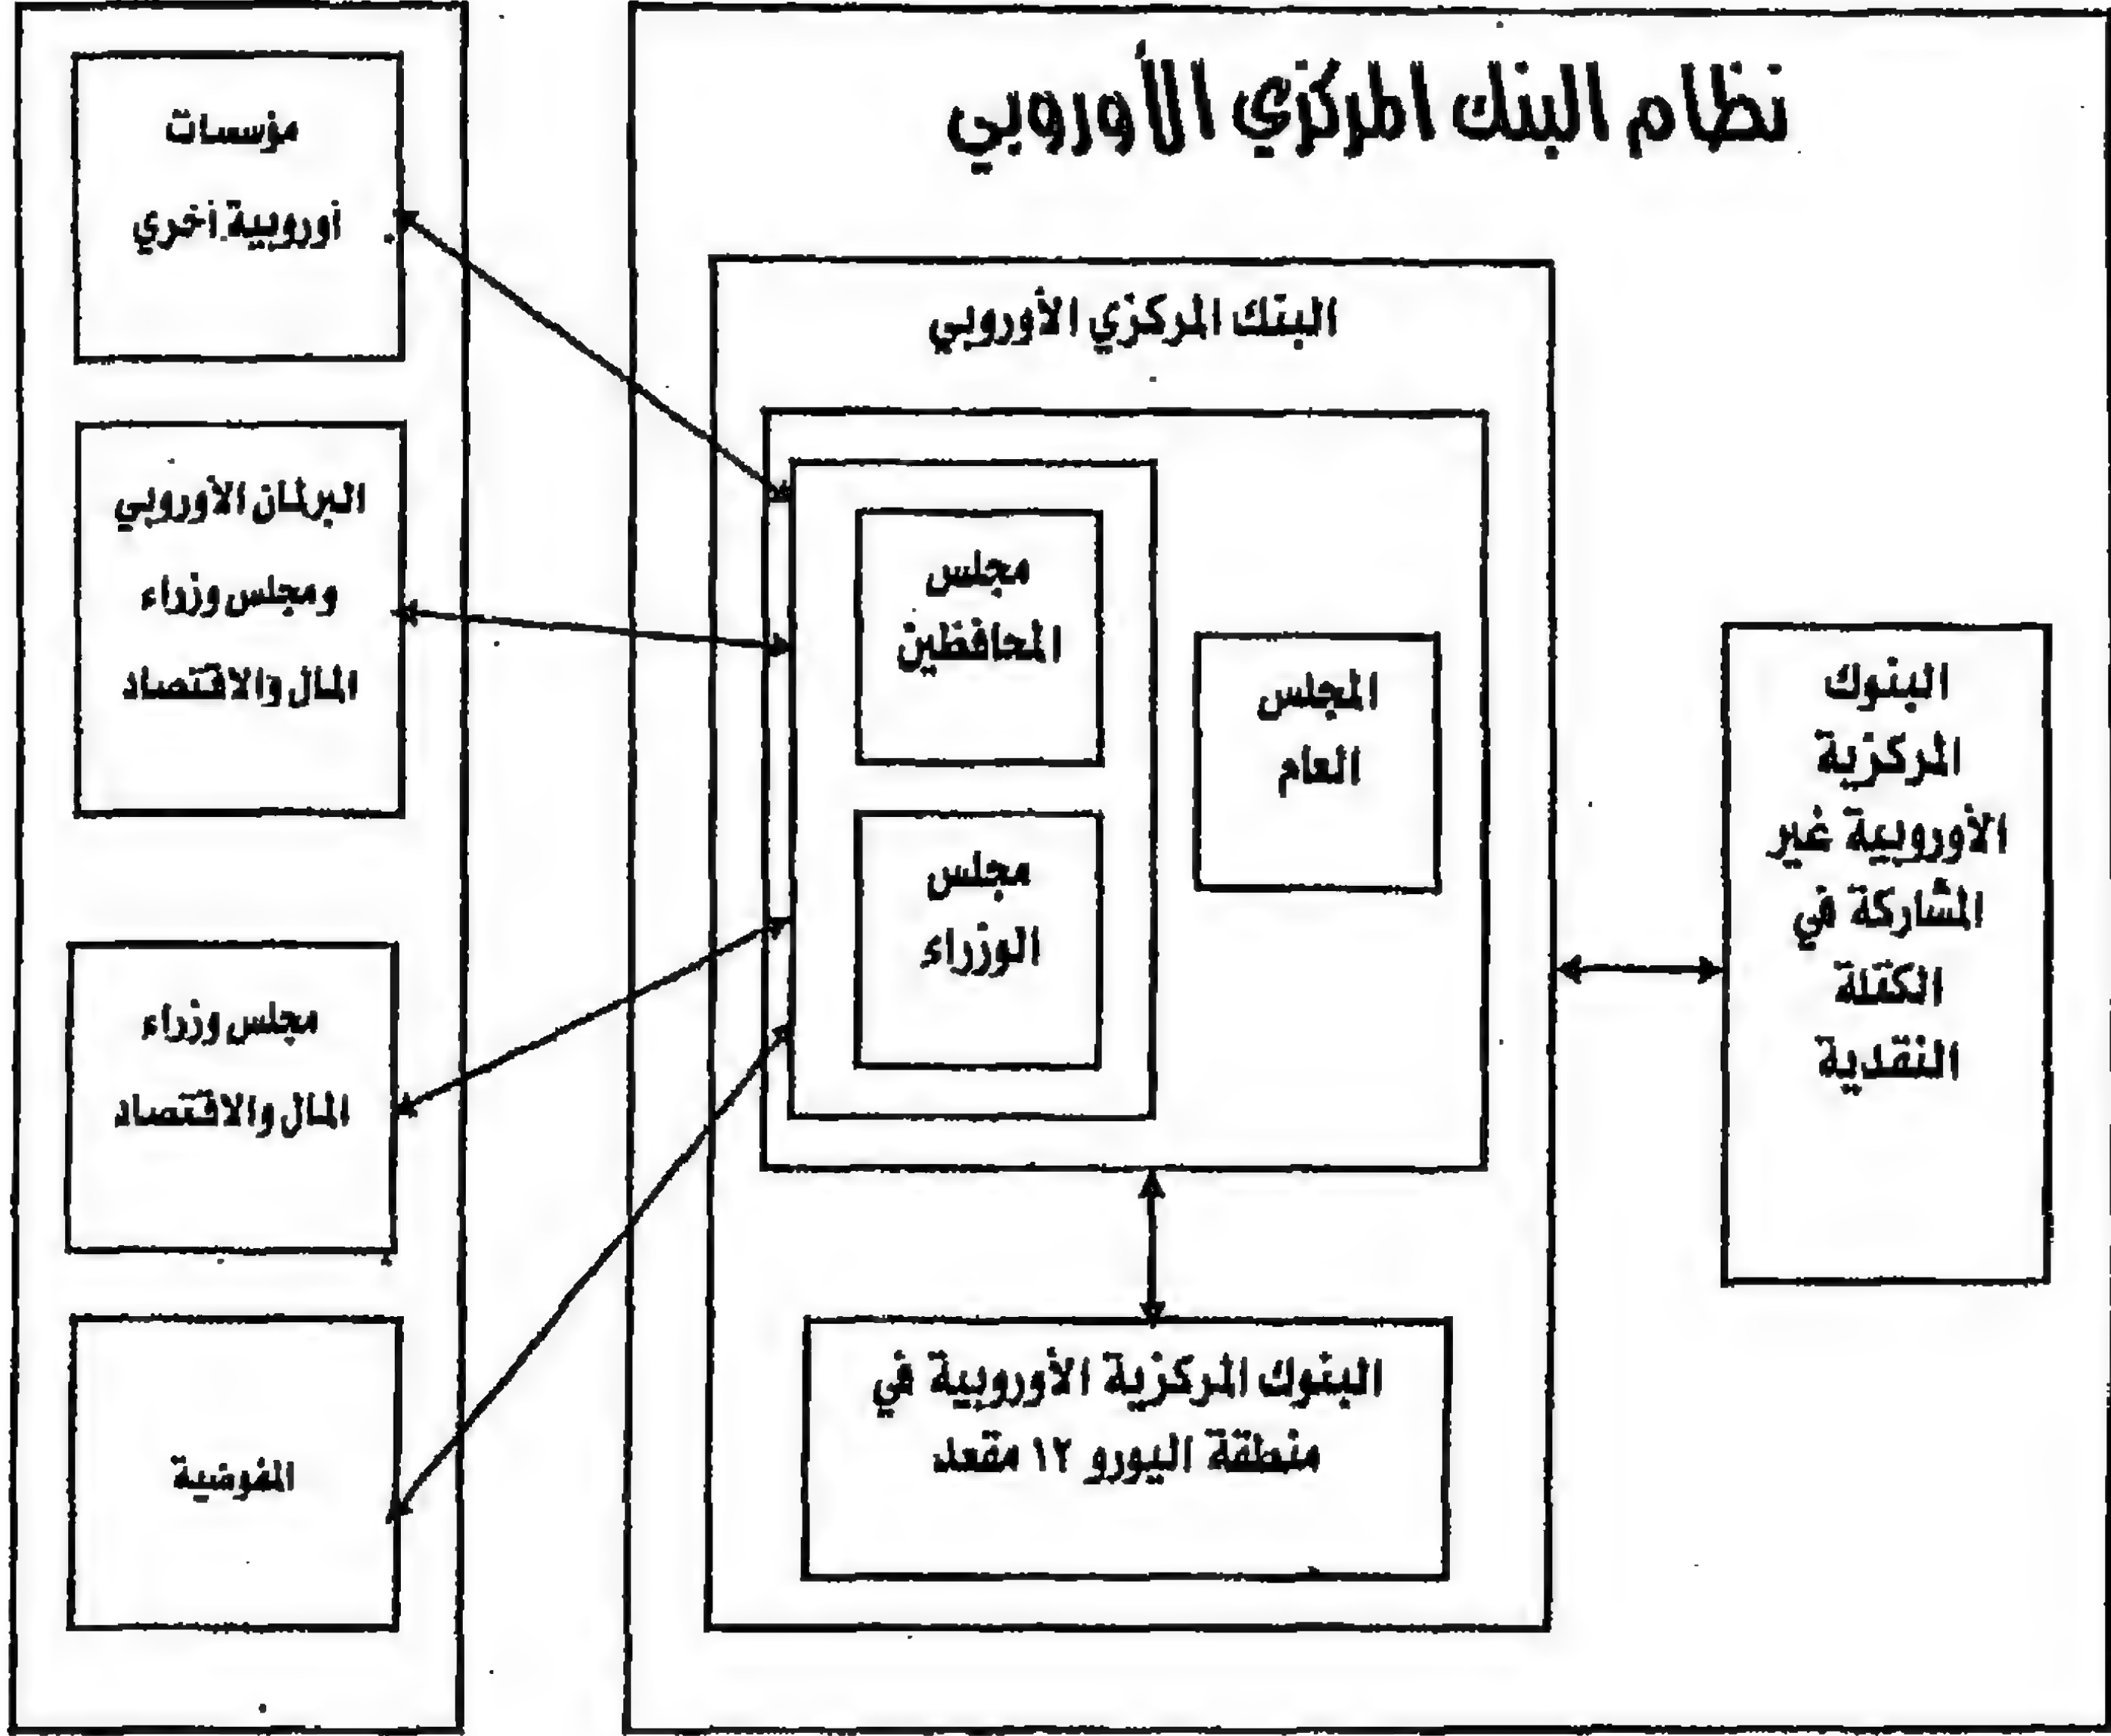 نظام البنك المركزي الأوروبي
البنك المركزي الأوروبي
مجلس
المحافظين
مجلس
الوزراء
المجلس
العام
البنوك
المركزية
الأوروبية غير
المشاركة في
الكتلة
النقدية
البنوك المركزية الأوروبية في
منطقة اليورو ١٢ مقعد
مؤسسات
أوروبية أخري
البرلمان الأوروبي
ومجلس وزراء
المال والاقتصاد
مجلس وزراء
المال والاقتصاد
المفوضية